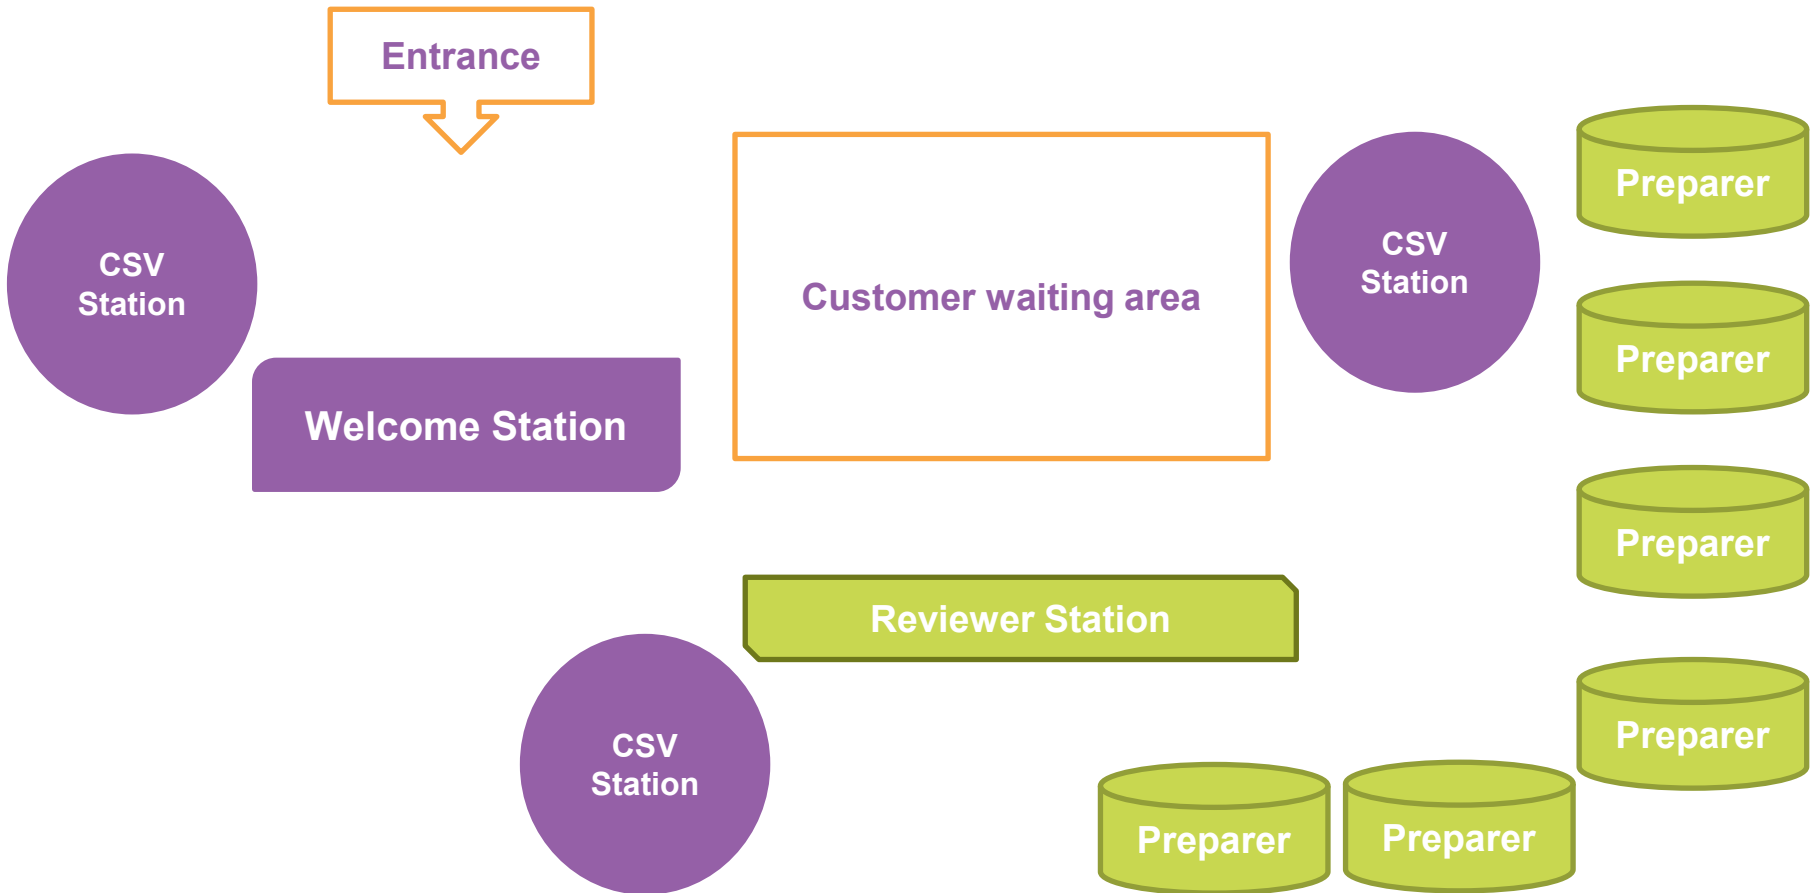 Entrance
CSV
Station
Welcome Station
Customer waiting area
CSV
Station
Preparer
Preparer
Preparer
Preparer
Reviewer Station
CSV
Station
Preparer
Preparer